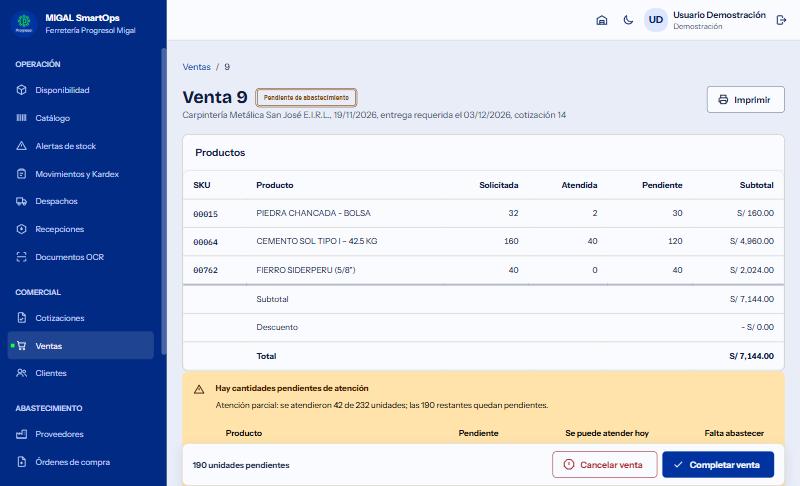 MIGAL SmartOps
Ferretería Progresol Migal
Progresol
OPERACIÓN
Disponibilidad
Catálogo
Alertas de stock
Movimientos y Kardex
Despachos
Recepciones
Documentos OCR
COMERCIAL
Cotizaciones
Ventas
Clientes
ABASTECIMIENTO
Proveedores
Órdenes de compra
UD
Usuario Demostración
Demostración
Ventas / 9
Venta 9 Pendiente de abastecimiento
Imprimir
Carpintería Metálica San José E.I.R.L., 19/11/2026, entrega requerida el 03/12/2026, cotización 14
Productos
SKU Producto Solicitada Atendida Pendiente Subtotal
00015 PIEDRA CHANCADA - BOLSA 32 2 30 S/ 160.00
00064 CEMENTO SOL TIPO I – 42.5 KG 160 40 120 S/ 4,960.00
00762 FIERRO SIDERPERU (5/8") 40 0 40 S/ 2,024.00
Subtotal S/ 7,144.00
Descuento - S/ 0.00
Total S/ 7,144.00
Hay cantidades pendientes de atención
Atención parcial: se atendieron 42 de 232 unidades; las 190 restantes quedan pendientes.
Producto Pendiente Se puede atender hoy Falta abastecer
190 unidades pendientes
Cancelar venta
Completar venta